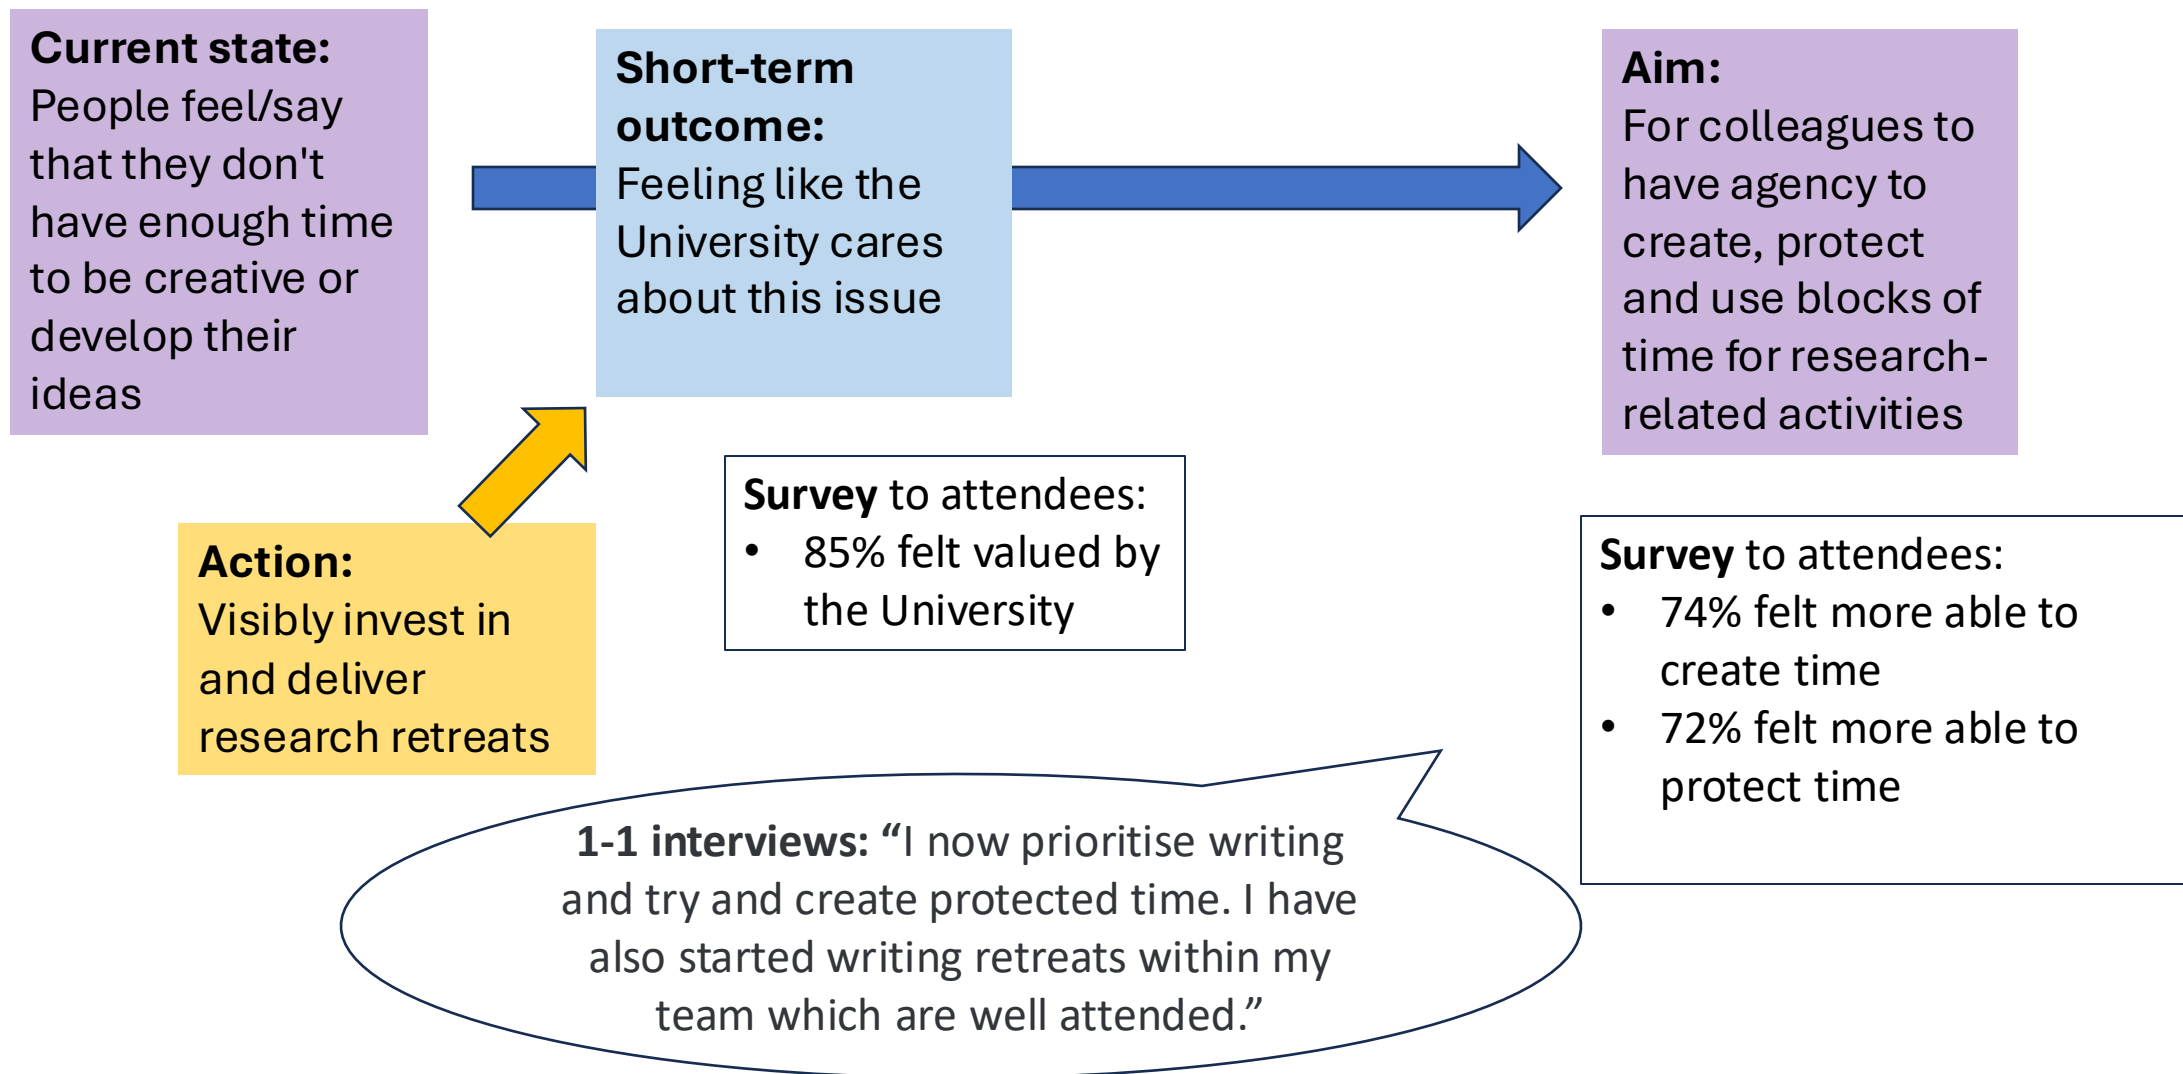 Current state:
People feel/say
that they don't
have enough time
to be creative or
develop their
ideas
Short-term
outcome:
Feeling like the
University cares
about this issue
Aim:
For colleagues to
have agency to
create, protect
and use blocks of
time for research-
related activities
Action:
Visibly invest in
and deliver
research retreats
Survey to attendees:
• 85% felt valued by
the University
Survey to attendees:
• 74% felt more able to
create time
• 72% felt more able to
protect time
1-1 interviews: “I now prioritise writing
and try and create protected time. I have
also started writing retreats within my
team which are well attended.”